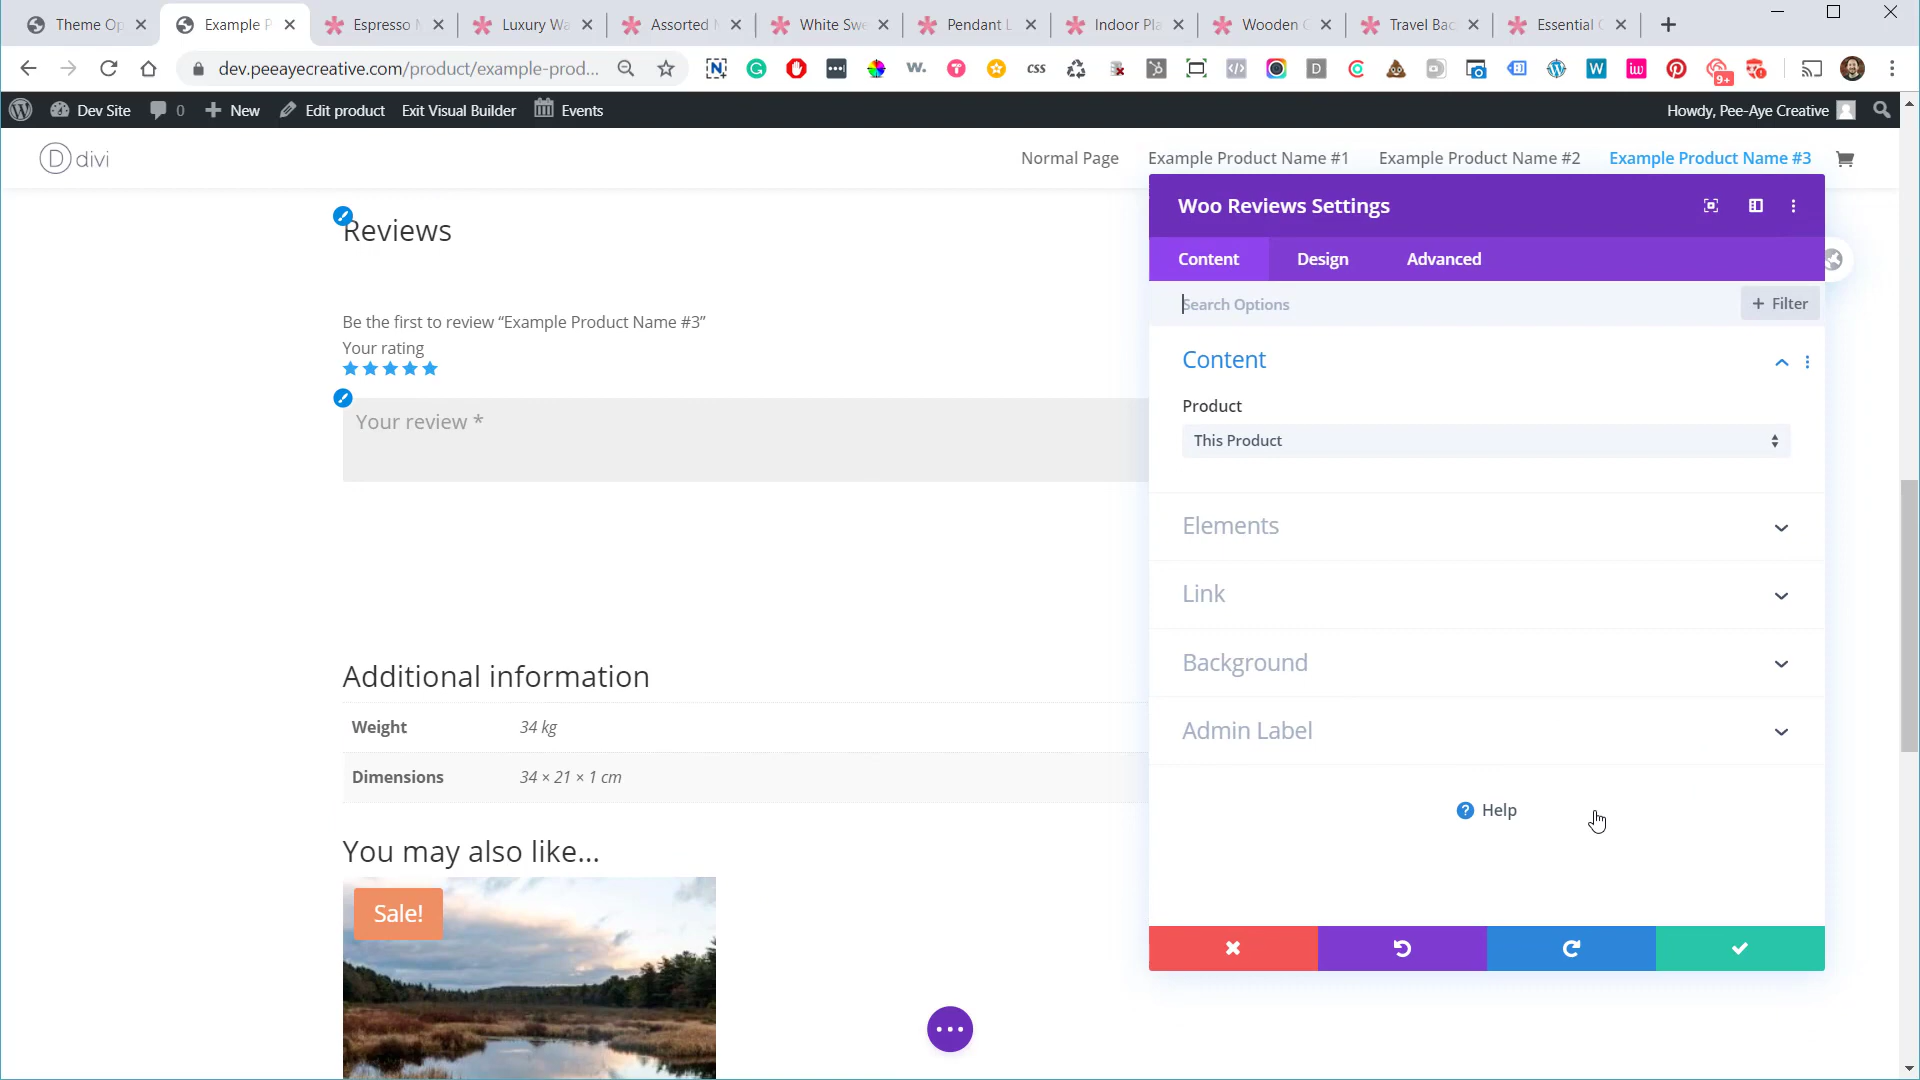 Theme Op
Example P
Espresso
Luxury Wa
Assorted
White Swe
Pendant L
Indoor Pla
Wooden
Travel Bac
Essential
dev.peeayecreative.com/product/example-prod...
css
9+
Dev Site
0
New
Edit product
Exit Visual Builder
Events
Howdy, Pee-Aye Creative
divi
Normal Page
Example Product Name #1
Example Product Name #2
Example Product Name #3
Reviews
Be the first to review “Example Product Name #3”
Your rating
Your review *
Additional information
Weight 34 kg
Dimensions 34 × 21 × 1 cm
You may also like...
Sale!
Woo Reviews Settings
Content
Design
Advanced
Search Options
+ Filter
Content
Product
This Product
Elements
Link
Background
Admin Label
Help